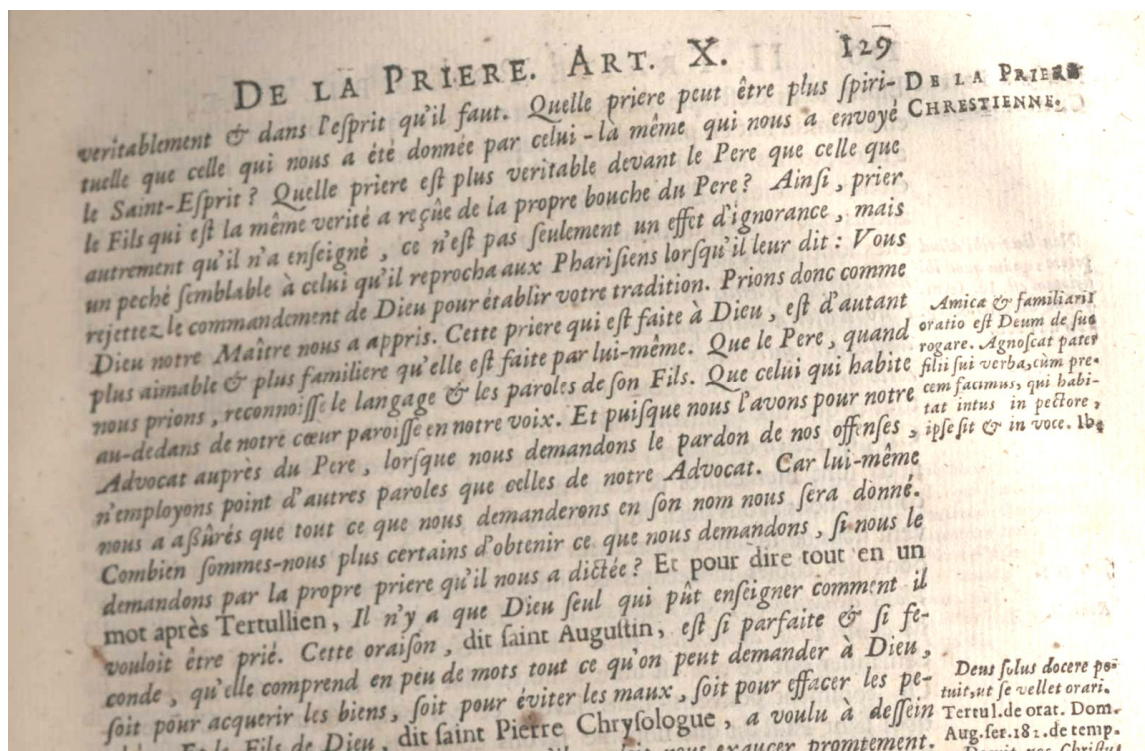 DE LA PRIERE. ART. X. 129
veritablement & dans l'eſprit qu'il faut. Quelle priere peut être plus ſpiri-
tuelle que celle qui nous a été donnée par celui-là même qui nous a envoyé
le Saint-Eſprit? Quelle priere eſt plus veritable devant le Pere que celle que
le Fils qui eſt la même verité a reçûe de la propre bouche du Pere? Ainſi, prier
autrement qu'il n'a enſeigné, ce n'eſt pas ſeulement un effet d'ignorance, mais
un peché ſemblable à celui qu'il reprocha aux Phariſiens lorſqu'il leur dit: Vous
rejettez le commandement de Dieu pour établir votre tradition. Prions donc comme
Dieu notre Maître nous a appris. Cette priere qui eſt faite à Dieu, eſt d'autant
plus aimable & plus familiere qu'elle eſt faite par lui-même. Que le Pere, quand
nous prions, reconnoiſſe le langage & les paroles de ſon Fils. Que celui qui habite
au-dedans de notre cœur paroiſſe en notre voix. Et puiſque nous l'avons pour notre
Advocat auprès du Pere, lorſque nous demandons le pardon de nos offenſes,
n'employons point d'autres paroles que celles de notre Advocat. Car lui-même
nous a aßûrés que tout ce que nous demanderons en ſon nom nous ſera donné.
Combien ſommes-nous plus certains d'obtenir ce que nous demandons, ſi nous le
demandons par la propre priere qu'il nous a dictée? Et pour dire tout en un
mot après Tertullien, Il n'y a que Dieu ſeul qui pût enſeigner comment il
vouloit être prié. Cette oraiſon, dit ſaint Auguſtin, eſt ſi parfaite & ſi fe-
conde, qu'elle comprend en peu de mots tout ce qu'on peut demander à Dieu,
ſoit pour acquerir les biens, ſoit pour éviter les maux, ſoit pour effacer les pe-
Et le Fils de Dieu, dit ſaint Pierre Chryſologue, a voulu à deſſein
nous exaucer promtement.
DE LA PRIERE
CHRESTIENNE.
Amica & familiaris
oratio eſt Deum de ſuo
rogare. Agnoſcat pater
filii ſui verba, cùm pre-
cem facimus, qui habi-
tat intus in pectore,
ipſe ſit & in voce. Ib.
Deus ſolus docere po-
tuit, ut ſe vellet orari.
Tertul. de orat. Dom.
Aug. ſer. 182. de temp.
Chriſtus